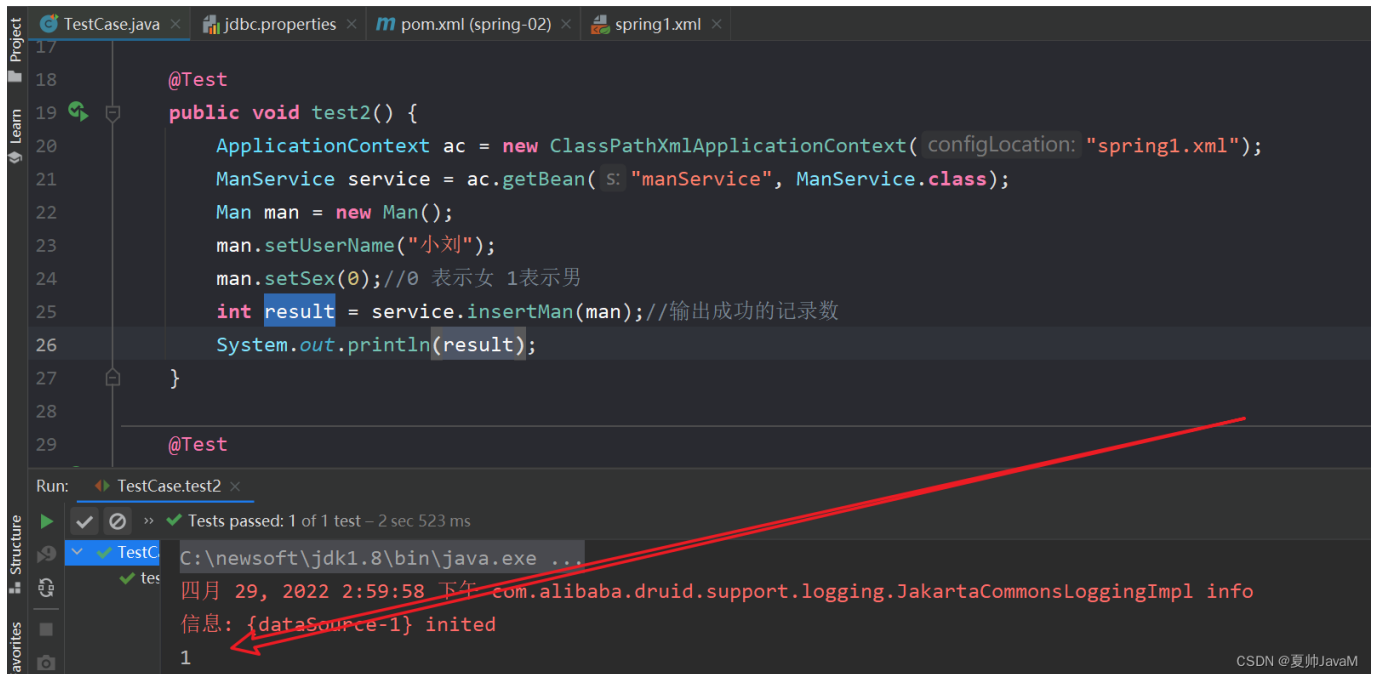 TestCase.java × jdbc.properties × m pom.xml (spring-02) × spring1.xml ×
Project
Learn
Structure
avorites
17
18 @Test
19 public void test2() {
20 ApplicationContext ac = new ClassPathXmlApplicationContext( configLocation: "spring1.xml");
21 ManService service = ac.getBean( s: "manService", ManService.class);
22 Man man = new Man();
23 man.setUserName("小刘");
24 man.setSex(0);//0 表示女 1表示男
25 int result = service.insertMan(man);//输出成功的记录数
26 System.out.println(result);
27 }
28
29 @Test
Run: TestCase.test2 ×
» Tests passed: 1 of 1 test – 2 sec 523 ms
TestC
tes
C:\newsoft\jdk1.8\bin\java.exe ...
四月 29, 2022 2:59:58 下午 com.alibaba.druid.support.logging.JakartaCommonsLoggingImpl info
信息: {dataSource-1} inited
1
CSDN @夏帅JavaM